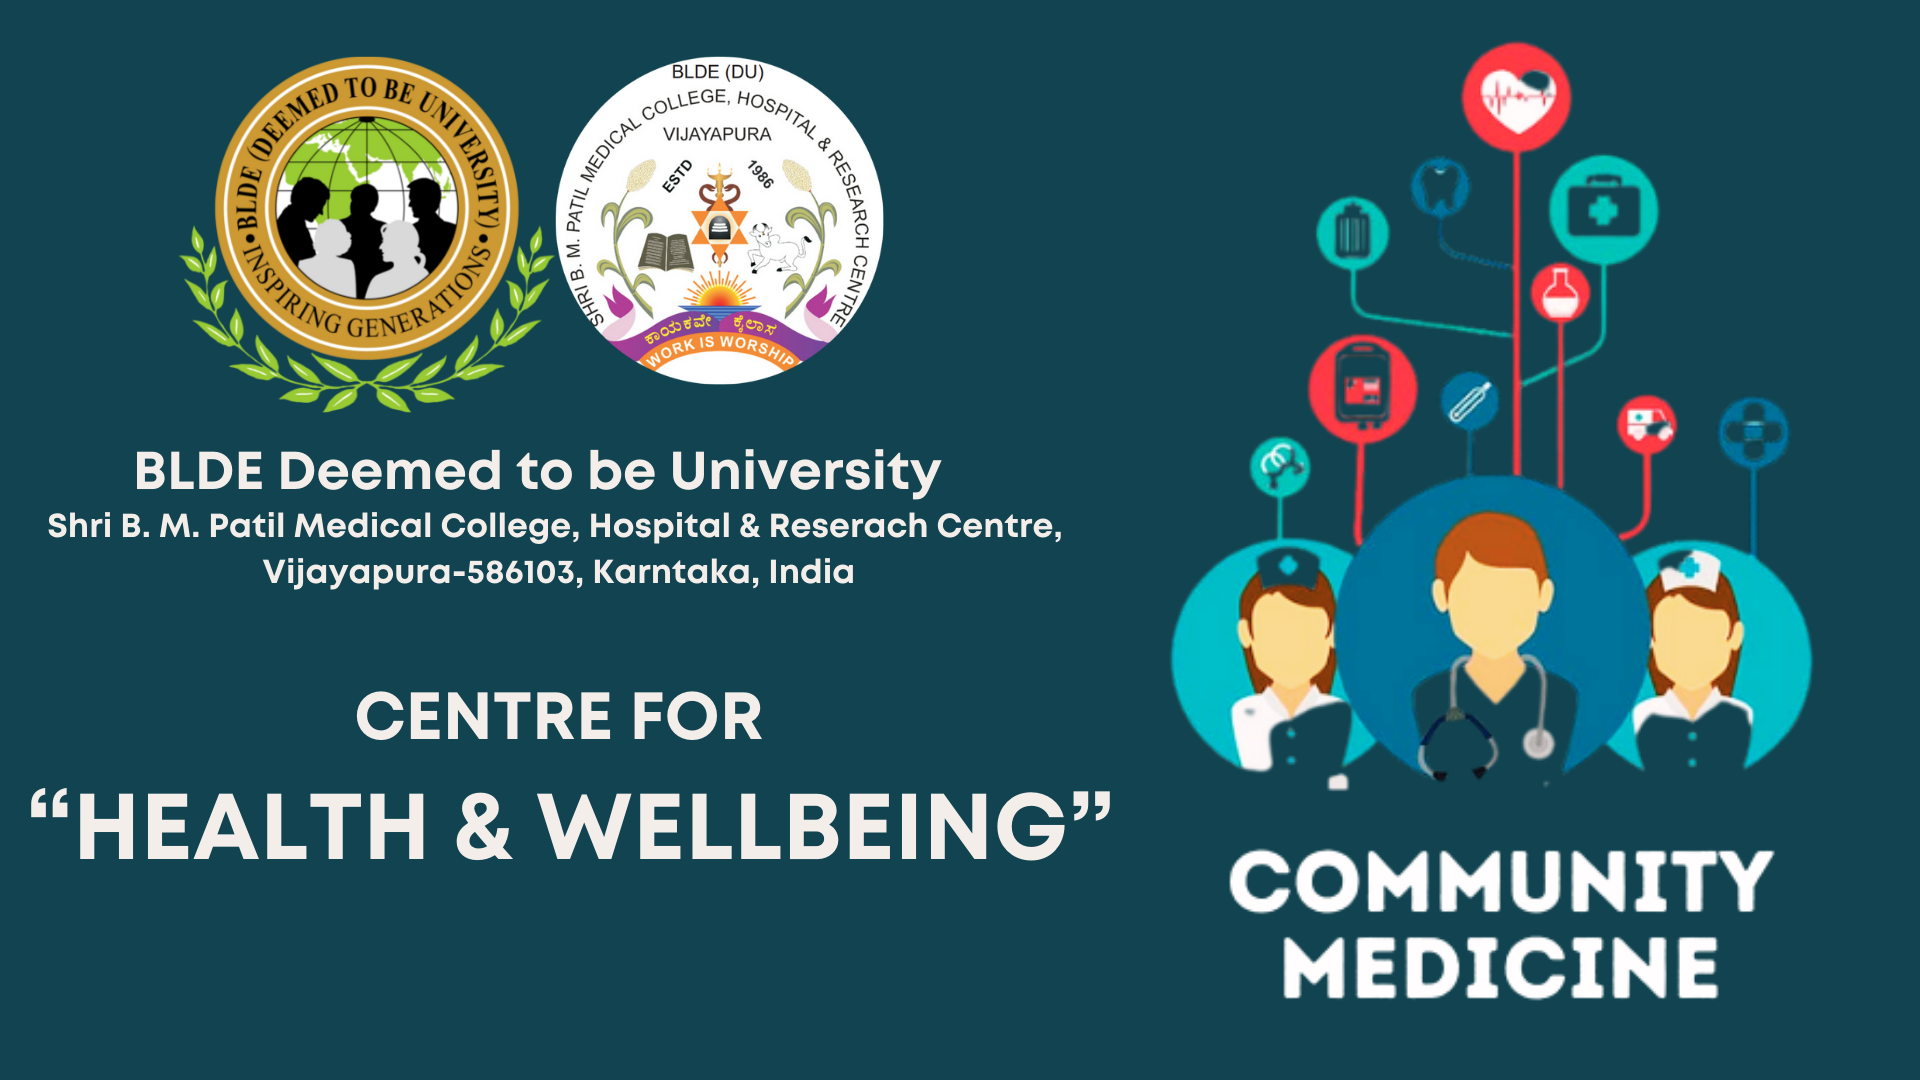 BLDE (DEEMED TO BE UNIVERSITY)
INSPIRING GENERATIONS
BLDE (DU)
SHRI B. M. PATIL MEDICAL COLLEGE, HOSPITAL & RESEARCH CENTRE
VIJAYAPURA
ESTD 1986
ಕಾಯಕವೇ ಕೈಲಾಸ
WORK IS WORSHIP
BLDE Deemed to be University
Shri B. M. Patil Medical College, Hospital & Reserach Centre,
Vijayapura-586103, Karntaka, India
CENTRE FOR
“HEALTH & WELLBEING”
COMMUNITY
MEDICINE